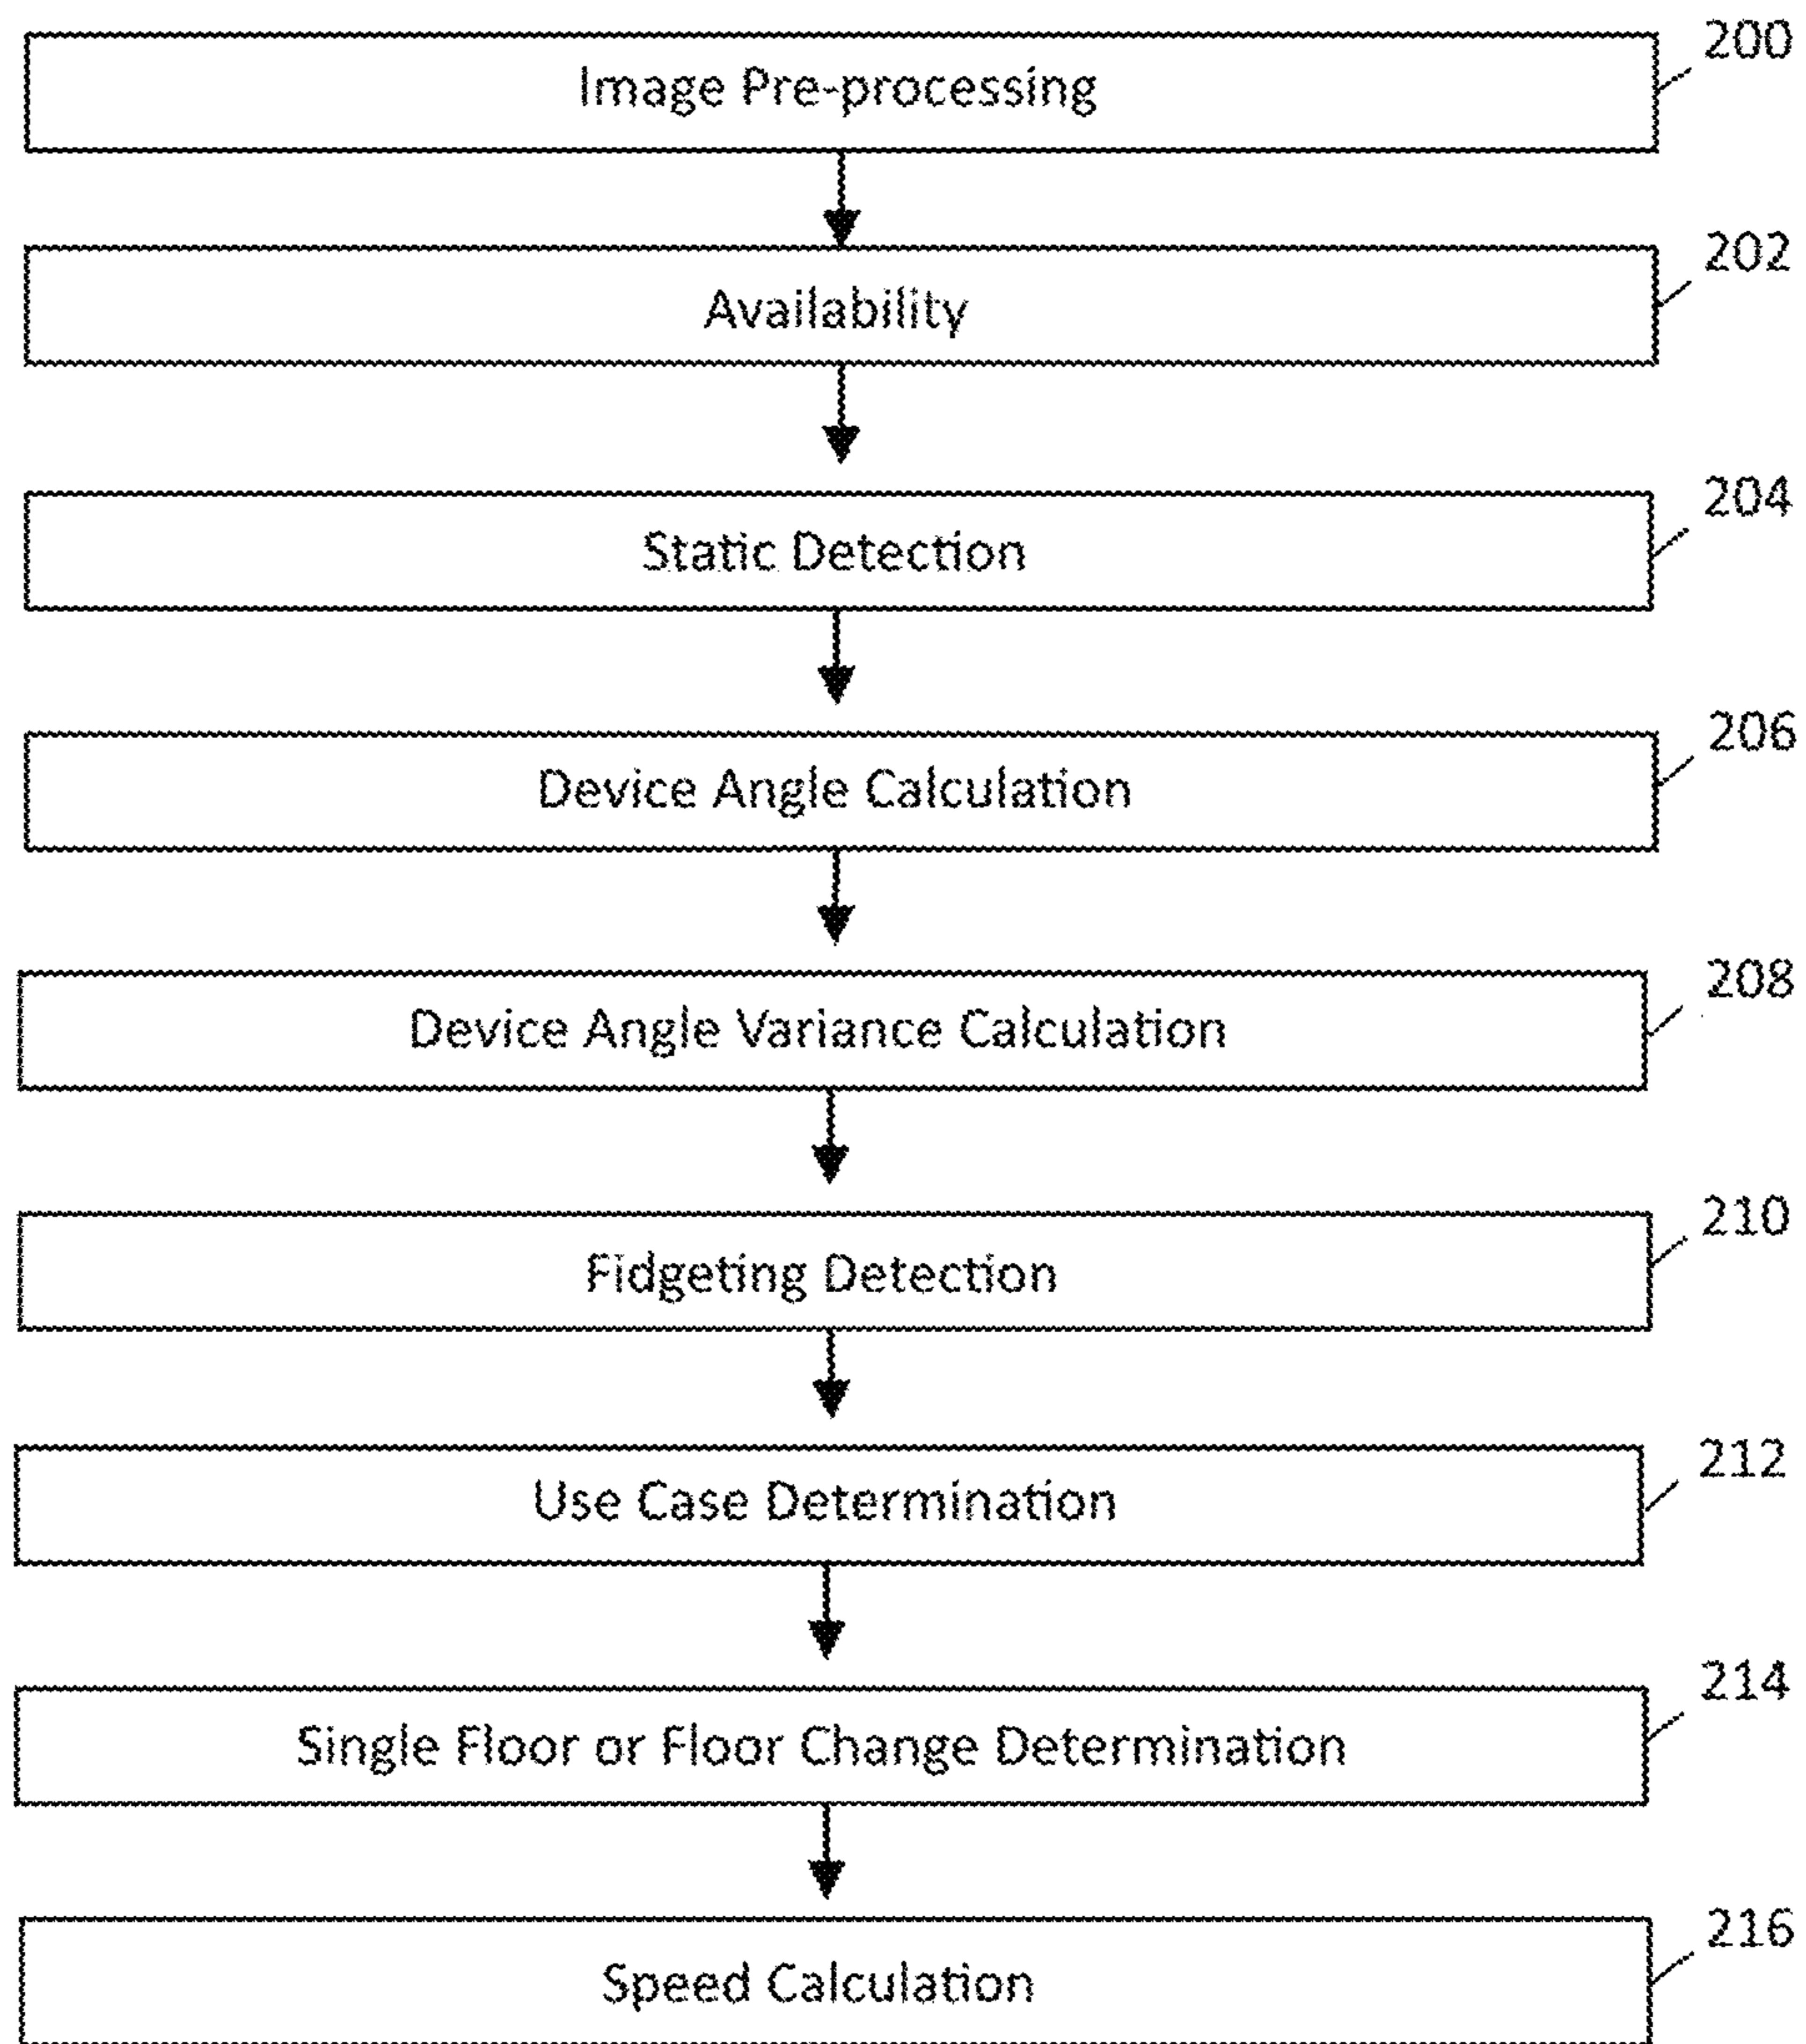 200
Image Pre-processing
202
Availability
204
Static Detection
206
Device Angle Calculation
208
Device Angle Variance Calculation
210
Fidgeting Detection
212
Use Case Determination
214
Single Floor or Floor Change Determination
216
Speed Calculation